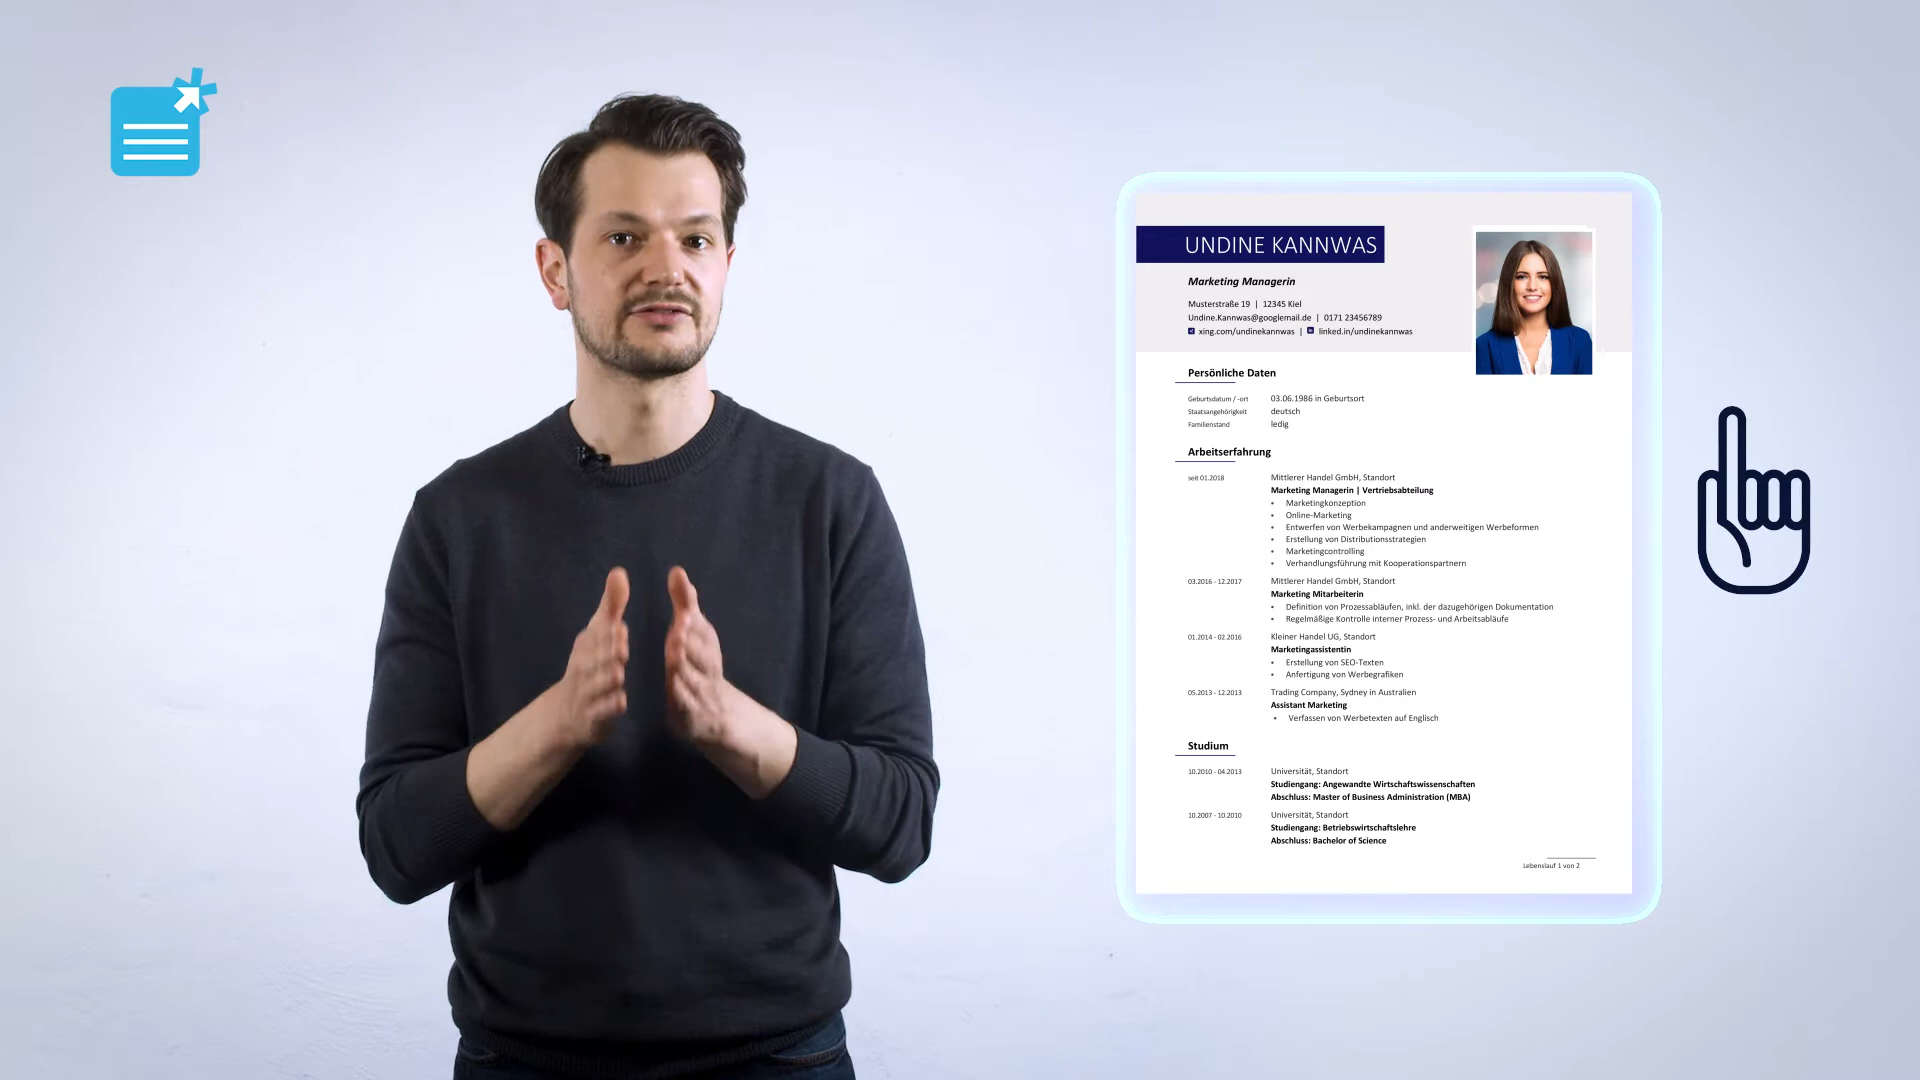 UNDINE KANNWAS
Marketing Managerin
Musterstraße 19 | 12345 Kiel
Undine.Kannwas@googlemail.de | 0171 23456789
xing.com/undinekannwas | linked.in/undinekannwas
Persönliche Daten
Geburtsdatum / -ort 03.06.1986 in Geburtsort
Staatsangehörigkeit deutsch
Familienstand ledig
Arbeitserfahrung
seit 01.2018 Mittlerer Handel GmbH, Standort
Marketing Managerin | Vertriebsabteilung
• Marketingkonzeption
• Online-Marketing
• Entwerfen von Werbekampagnen und anderweitigen Werbeformen
• Erstellung von Distributionsstrategien
• Marketingcontrolling
• Verhandlungsführung mit Kooperationspartnern
03.2016 - 12.2017 Mittlerer Handel GmbH, Standort
Marketing Mitarbeiterin
• Definition von Prozessabläufen, inkl. der dazugehörigen Dokumentation
• Regelmäßige Kontrolle interner Prozess- und Arbeitsabläufe
01.2014 - 02.2016 Kleiner Handel UG, Standort
Marketingassistentin
• Erstellung von SEO-Texten
• Anfertigung von Werbegrafiken
05.2013 - 12.2013 Trading Company, Sydney in Australien
Assistant Marketing
• Verfassen von Werbetexten auf Englisch
Studium
10.2010 - 04.2013 Universität, Standort
Studiengang: Angewandte Wirtschaftswissenschaften
Abschluss: Master of Business Administration (MBA)
10.2007 - 10.2010 Universität, Standort
Studiengang: Betriebswirtschaftslehre
Abschluss: Bachelor of Science
Lebenslauf 1 von 2